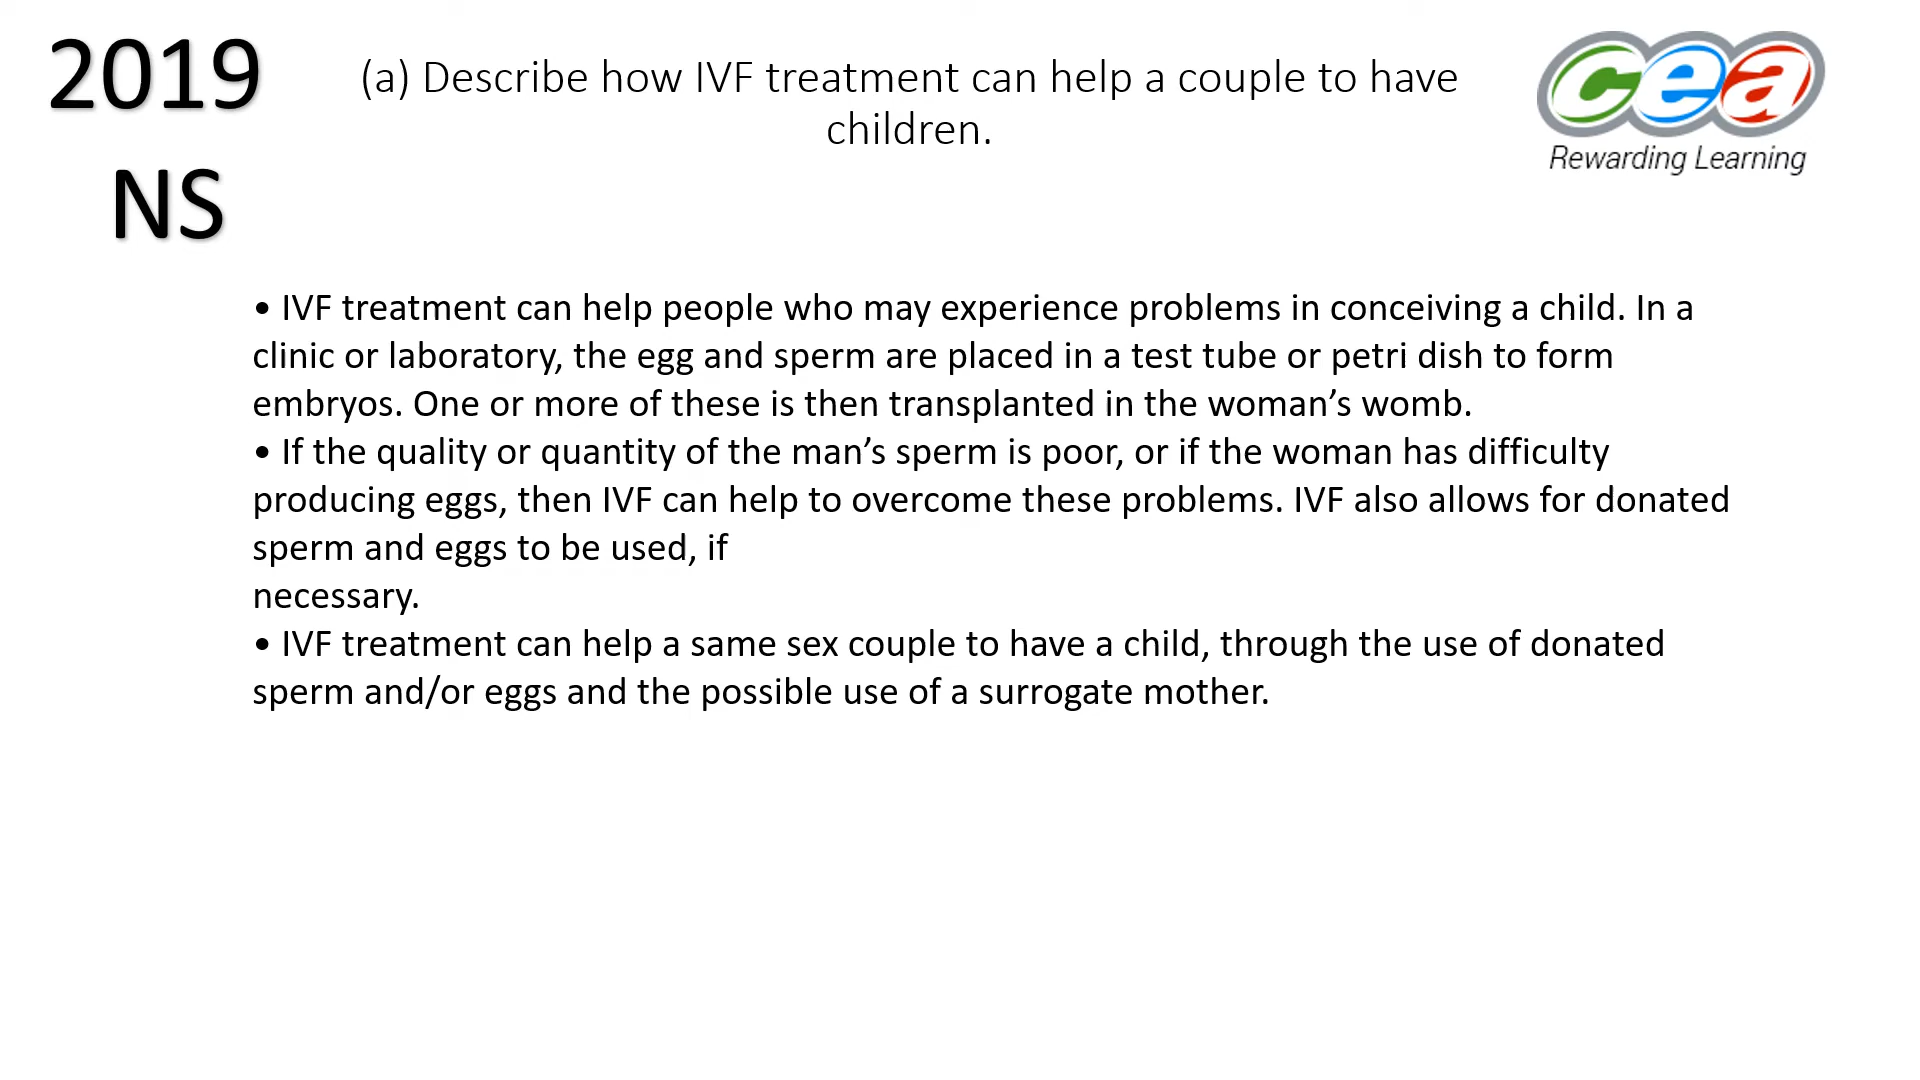 2019
NS
(a) Describe how IVF treatment can help a couple to have
children.
cea
Rewarding Learning
• IVF treatment can help people who may experience problems in conceiving a child. In a
clinic or laboratory, the egg and sperm are placed in a test tube or petri dish to form
embryos. One or more of these is then transplanted in the woman’s womb.
• If the quality or quantity of the man’s sperm is poor, or if the woman has difficulty
producing eggs, then IVF can help to overcome these problems. IVF also allows for donated
sperm and eggs to be used, if
necessary.
• IVF treatment can help a same sex couple to have a child, through the use of donated
sperm and/or eggs and the possible use of a surrogate mother.